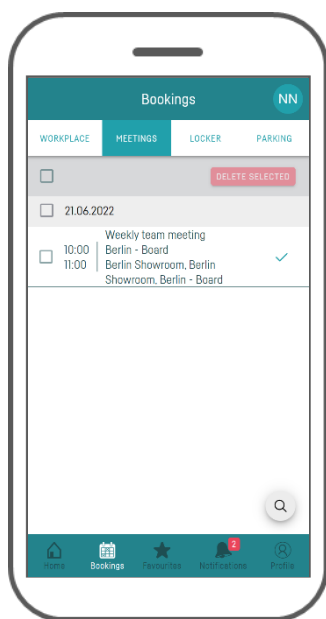 Bookings
NN
WORKPLACE MEETINGS LOCKER PARKING
DELETE SELECTED
21.06.2022
Weekly team meeting
10:00 Berlin - Board
11:00 Berlin Showroom, Berlin
Showroom, Berlin - Board
2
Home Bookings Favourites Notifications Profile